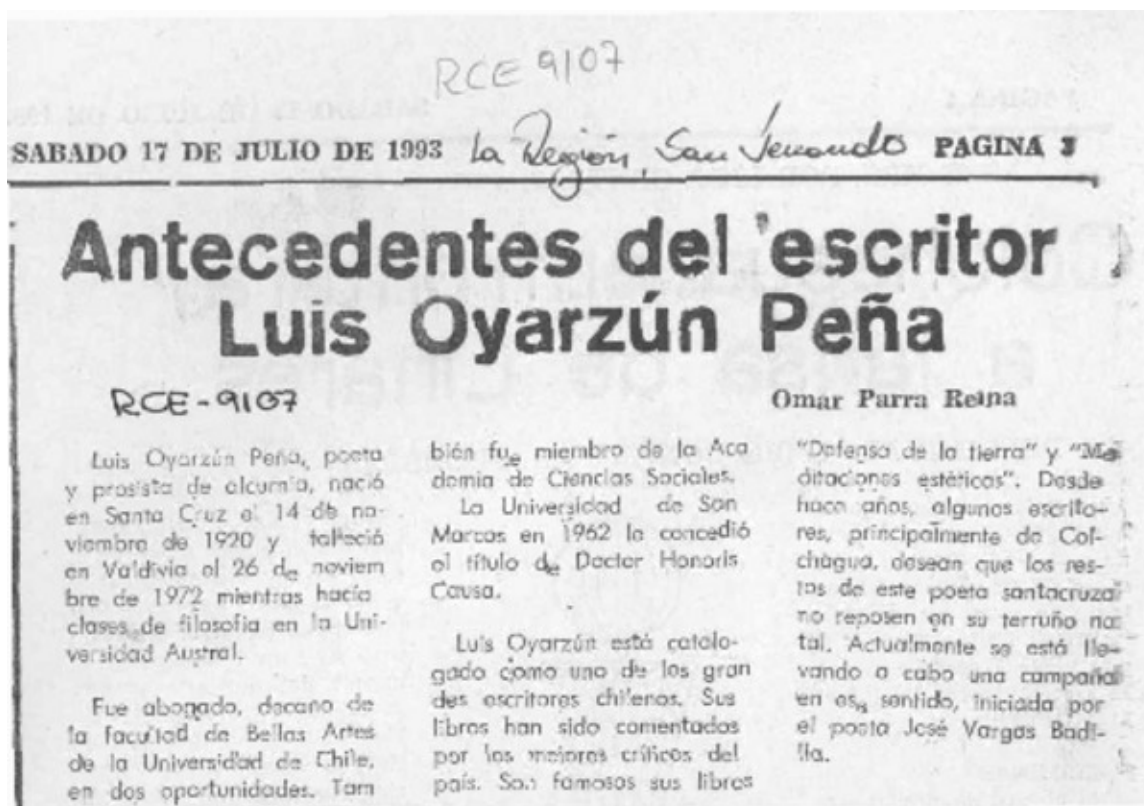 RCE 9107
SABADO 17 DE JULIO DE 1993 La Región, San Fernando PAGINA 3
Antecedentes del escritor
Luis Oyarzún Peña
RCE-9107
Omar Parra Reina
Luis Oyarzún Peña, poeta
y prosista de alcurnia, nació
en Santa Cruz el 14 de no-
viembre de 1920 y falleció
en Valdivia el 26 de noviem
bre de 1972 mientras hacía
clases de filosofía en la Uni-
versidad Austral.
Fue abogado, decano de
la facultad de Bellas Artes
de la Universidad de Chile,
en dos oportunidades. Tam
bién fue miembro de la Aca
demia de Ciencias Sociales.
La Universidad de San
Marcos en 1962 le concedió
el título de Doctor Honoris
Causa.
Luis Oyarzún está catalo-
gado como uno de los gran
des escritores chilenos. Sus
libros han sido comentados
por los mejores críticos del
país. Son famosos sus libros
"Defensa de la tierra" y "Me
ditaciones estéticas". Desde
hace años, algunos escrito-
res, principalmente de Col-
chagua, desean que los res-
tos de este poeta santacruzal
no reposen en su terruño na
tal. Actualmente se está lle-
vando a cabo una campaña
en ese sentido, iniciada por
el poeta José Vargas Badi-
lla.